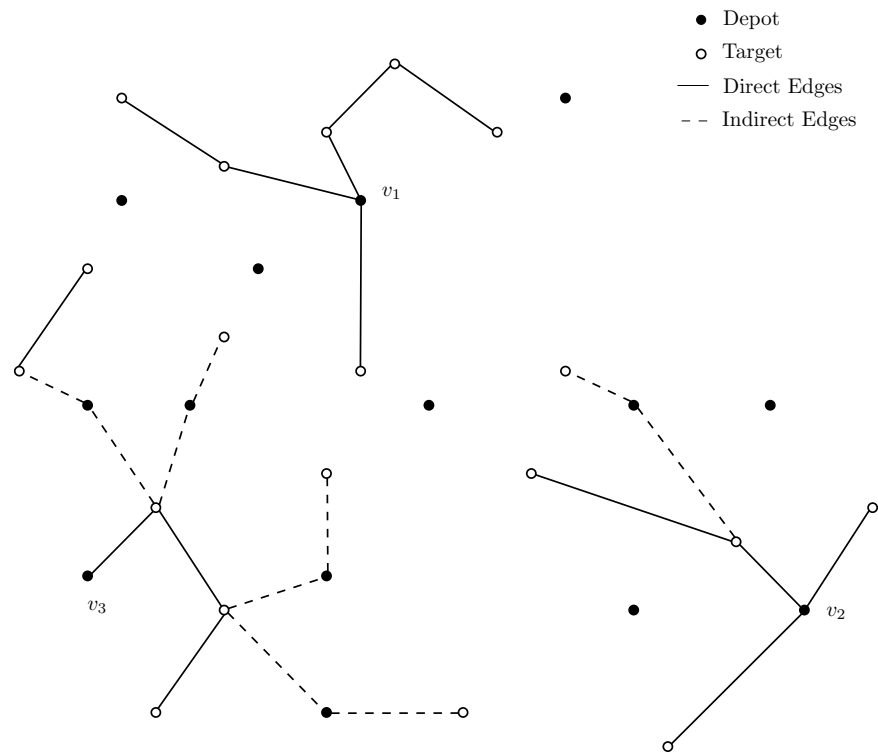 Depot
Target
Direct Edges
Indirect Edges
v₁
v₃
v₂